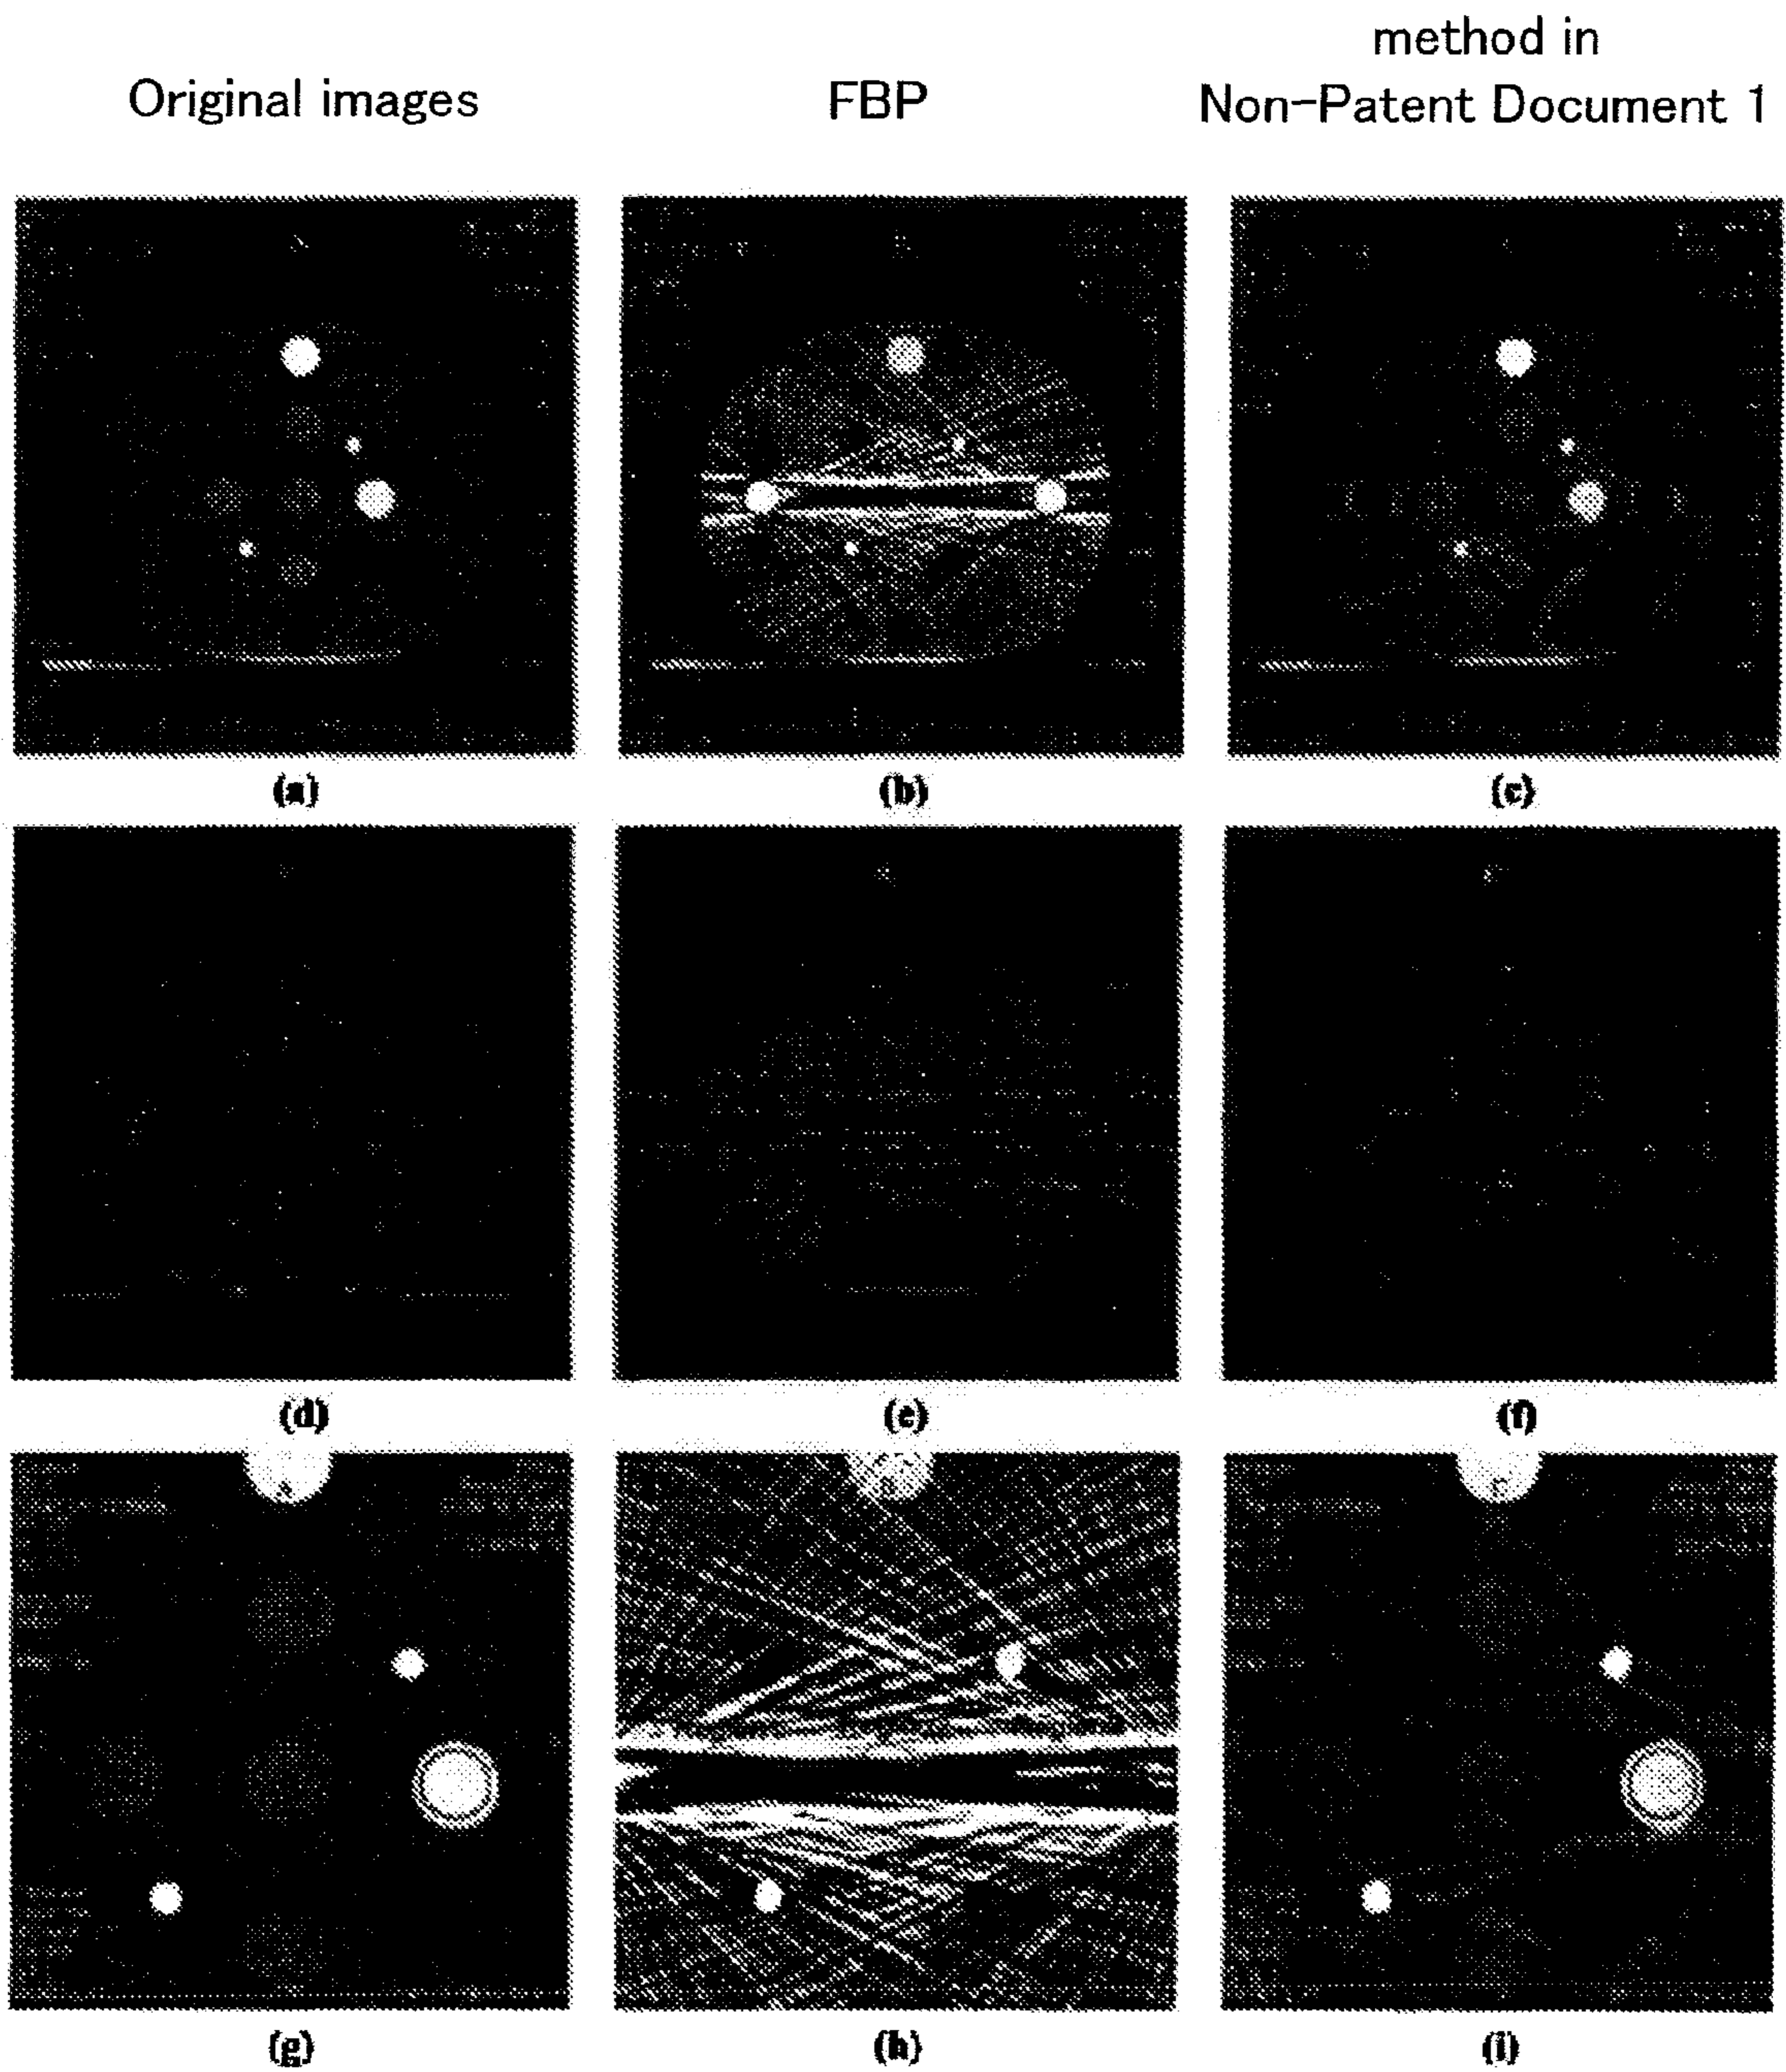 method in
Original images FBP Non-Patent Document 1
(a) (b) (c)
(d) (e) (f)
(g) (h) (i)